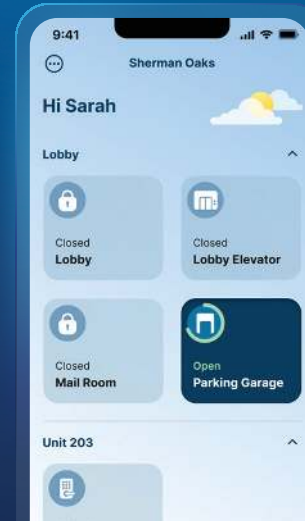 9:41
Sherman Oaks
Hi Sarah
Lobby
Closed
Lobby
Closed
Lobby Elevator
Closed
Mail Room
Open
Parking Garage
Unit 203